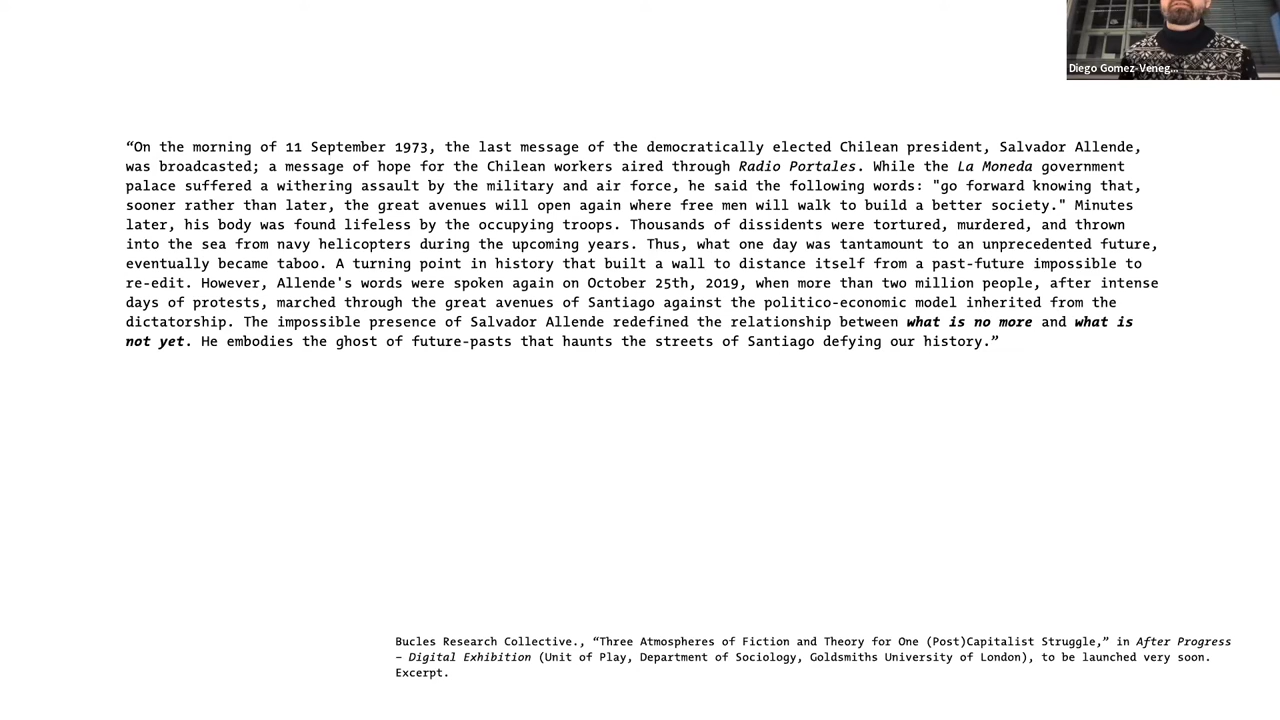 Diego Gomez-Veneg...
“On the morning of 11 September 1973, the last message of the democratically elected Chilean president, Salvador Allende,
was broadcasted; a message of hope for the Chilean workers aired through Radio Portales. While the La Moneda government
palace suffered a withering assault by the military and air force, he said the following words: "go forward knowing that,
sooner rather than later, the great avenues will open again where free men will walk to build a better society." Minutes
later, his body was found lifeless by the occupying troops. Thousands of dissidents were tortured, murdered, and thrown
into the sea from navy helicopters during the upcoming years. Thus, what one day was tantamount to an unprecedented future,
eventually became taboo. A turning point in history that built a wall to distance itself from a past-future impossible to
re-edit. However, Allende's words were spoken again on October 25th, 2019, when more than two million people, after intense
days of protests, marched through the great avenues of Santiago against the politico-economic model inherited from the
dictatorship. The impossible presence of Salvador Allende redefined the relationship between what is no more and what is
not yet. He embodies the ghost of future-pasts that haunts the streets of Santiago defying our history.”
Bucles Research Collective., “Three Atmospheres of Fiction and Theory for One (Post)Capitalist Struggle,” in After Progress
– Digital Exhibition (Unit of Play, Department of Sociology, Goldsmiths University of London), to be launched very soon.
Excerpt.